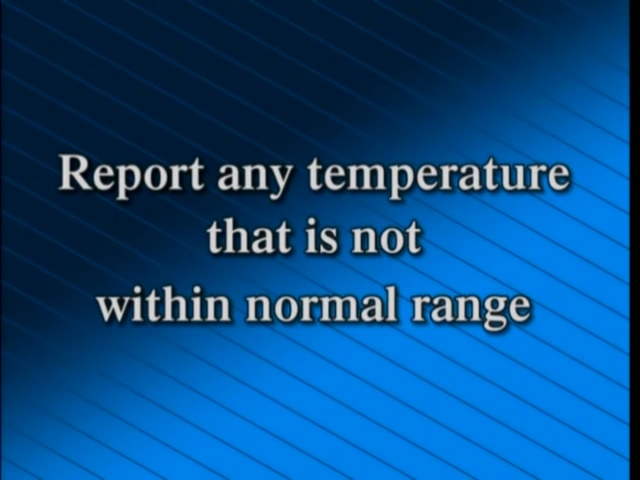 Report any temperature
that is not
within normal range